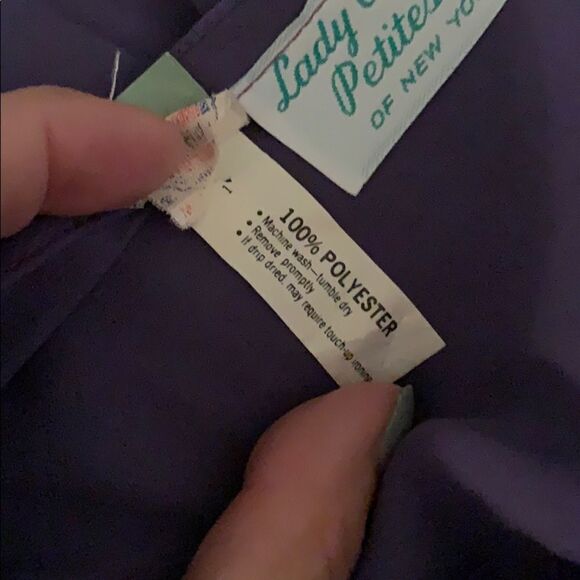 Lady
Petites
OF NEW YO
100% POLYESTER
• Machine wash—tumble dry
• Remove promptly
• If drip dried, may require touch-up ironing